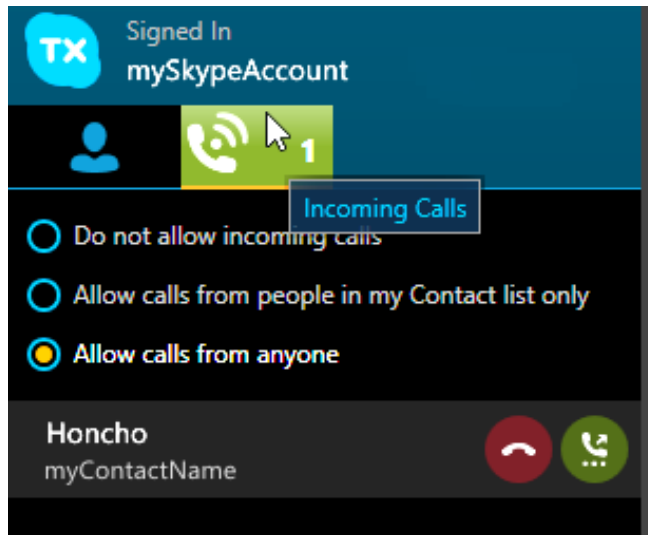 TX
Signed In
mySkypeAccount
1
Incoming Calls
Do not allow incoming calls
Allow calls from people in my Contact list only
Allow calls from anyone
Honcho
myContactName